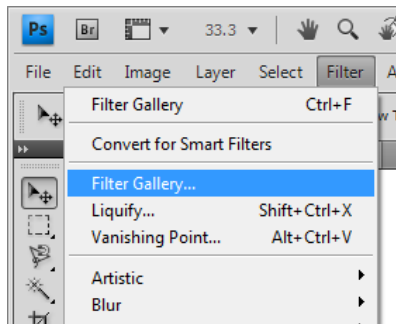 Ps Br 33.3
File Edit Image Layer Select Filter A
Filter Gallery Ctrl+F
Convert for Smart Filters
Filter Gallery...
Liquify... Shift+Ctrl+X
Vanishing Point... Alt+Ctrl+V
Artistic
Blur